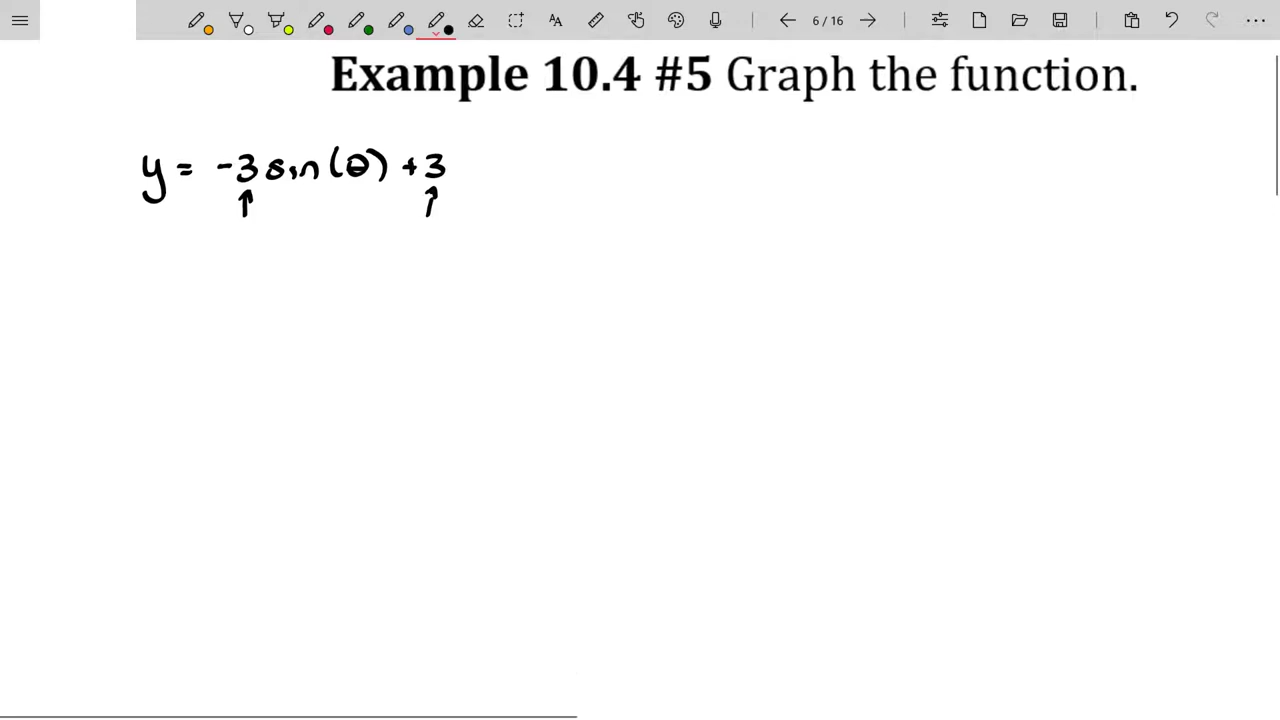 6 / 16
Example 10.4 #5 Graph the function.
y = -3 sin(θ) + 3